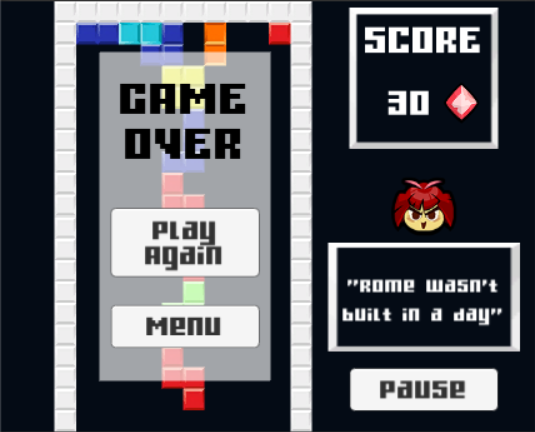 GAME
OVER
Play
Again
Menu
SCORE
30
"Rome wasn't
built in a day"
Pause